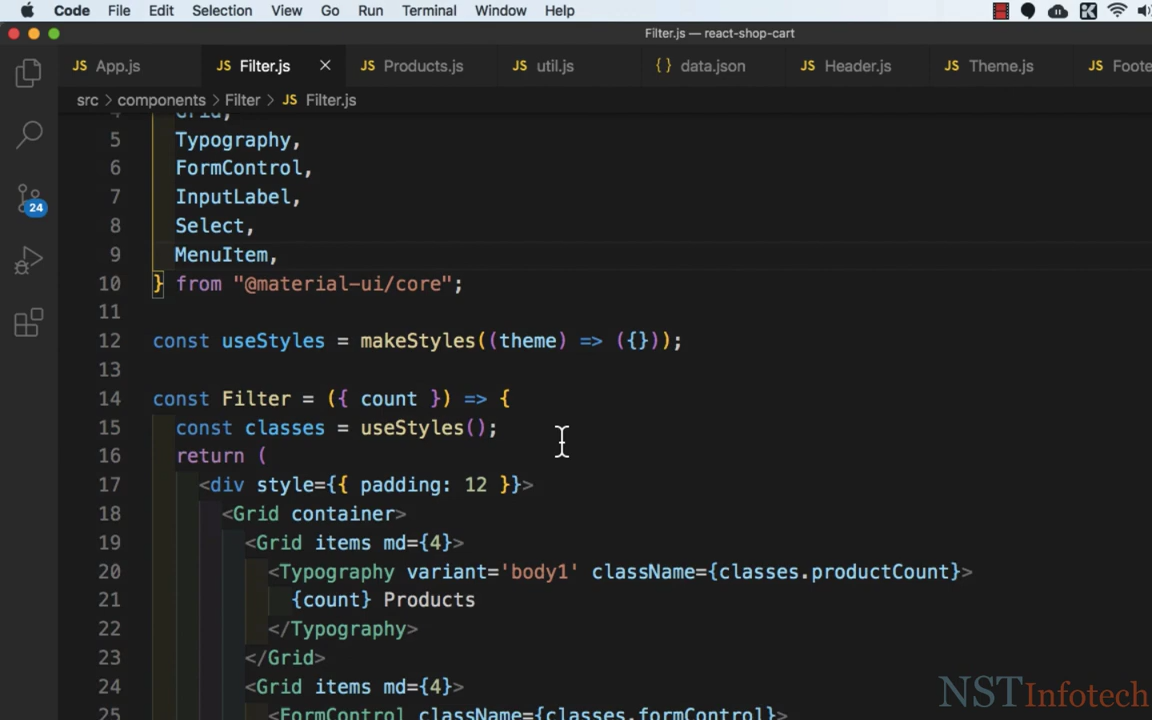 Code File Edit Selection View Go Run Terminal Window Help
Filter.js — react-shop-cart
JS App.js JS Filter.js × JS Products.js JS util.js {} data.json JS Header.js JS Theme.js JS Foote
src > components > Filter > JS Filter.js
4 Grid,
5 Typography,
6 FormControl,
7 InputLabel,
8 Select,
9 MenuItem,
10 } from "@material-ui/core";
11
12 const useStyles = makeStyles((theme) => ({}));
13
14 const Filter = ({ count }) => {
15 const classes = useStyles();
16 return (
17 <div style={{ padding: 12 }}>
18 <Grid container>
19 <Grid items md={4}>
20 <Typography variant='body1' className={classes.productCount}>
21 {count} Products
22 </Typography>
23 </Grid>
24 <Grid items md={4}>
25 <FormControl className={classes.formControl}>
24
NSTInfotech